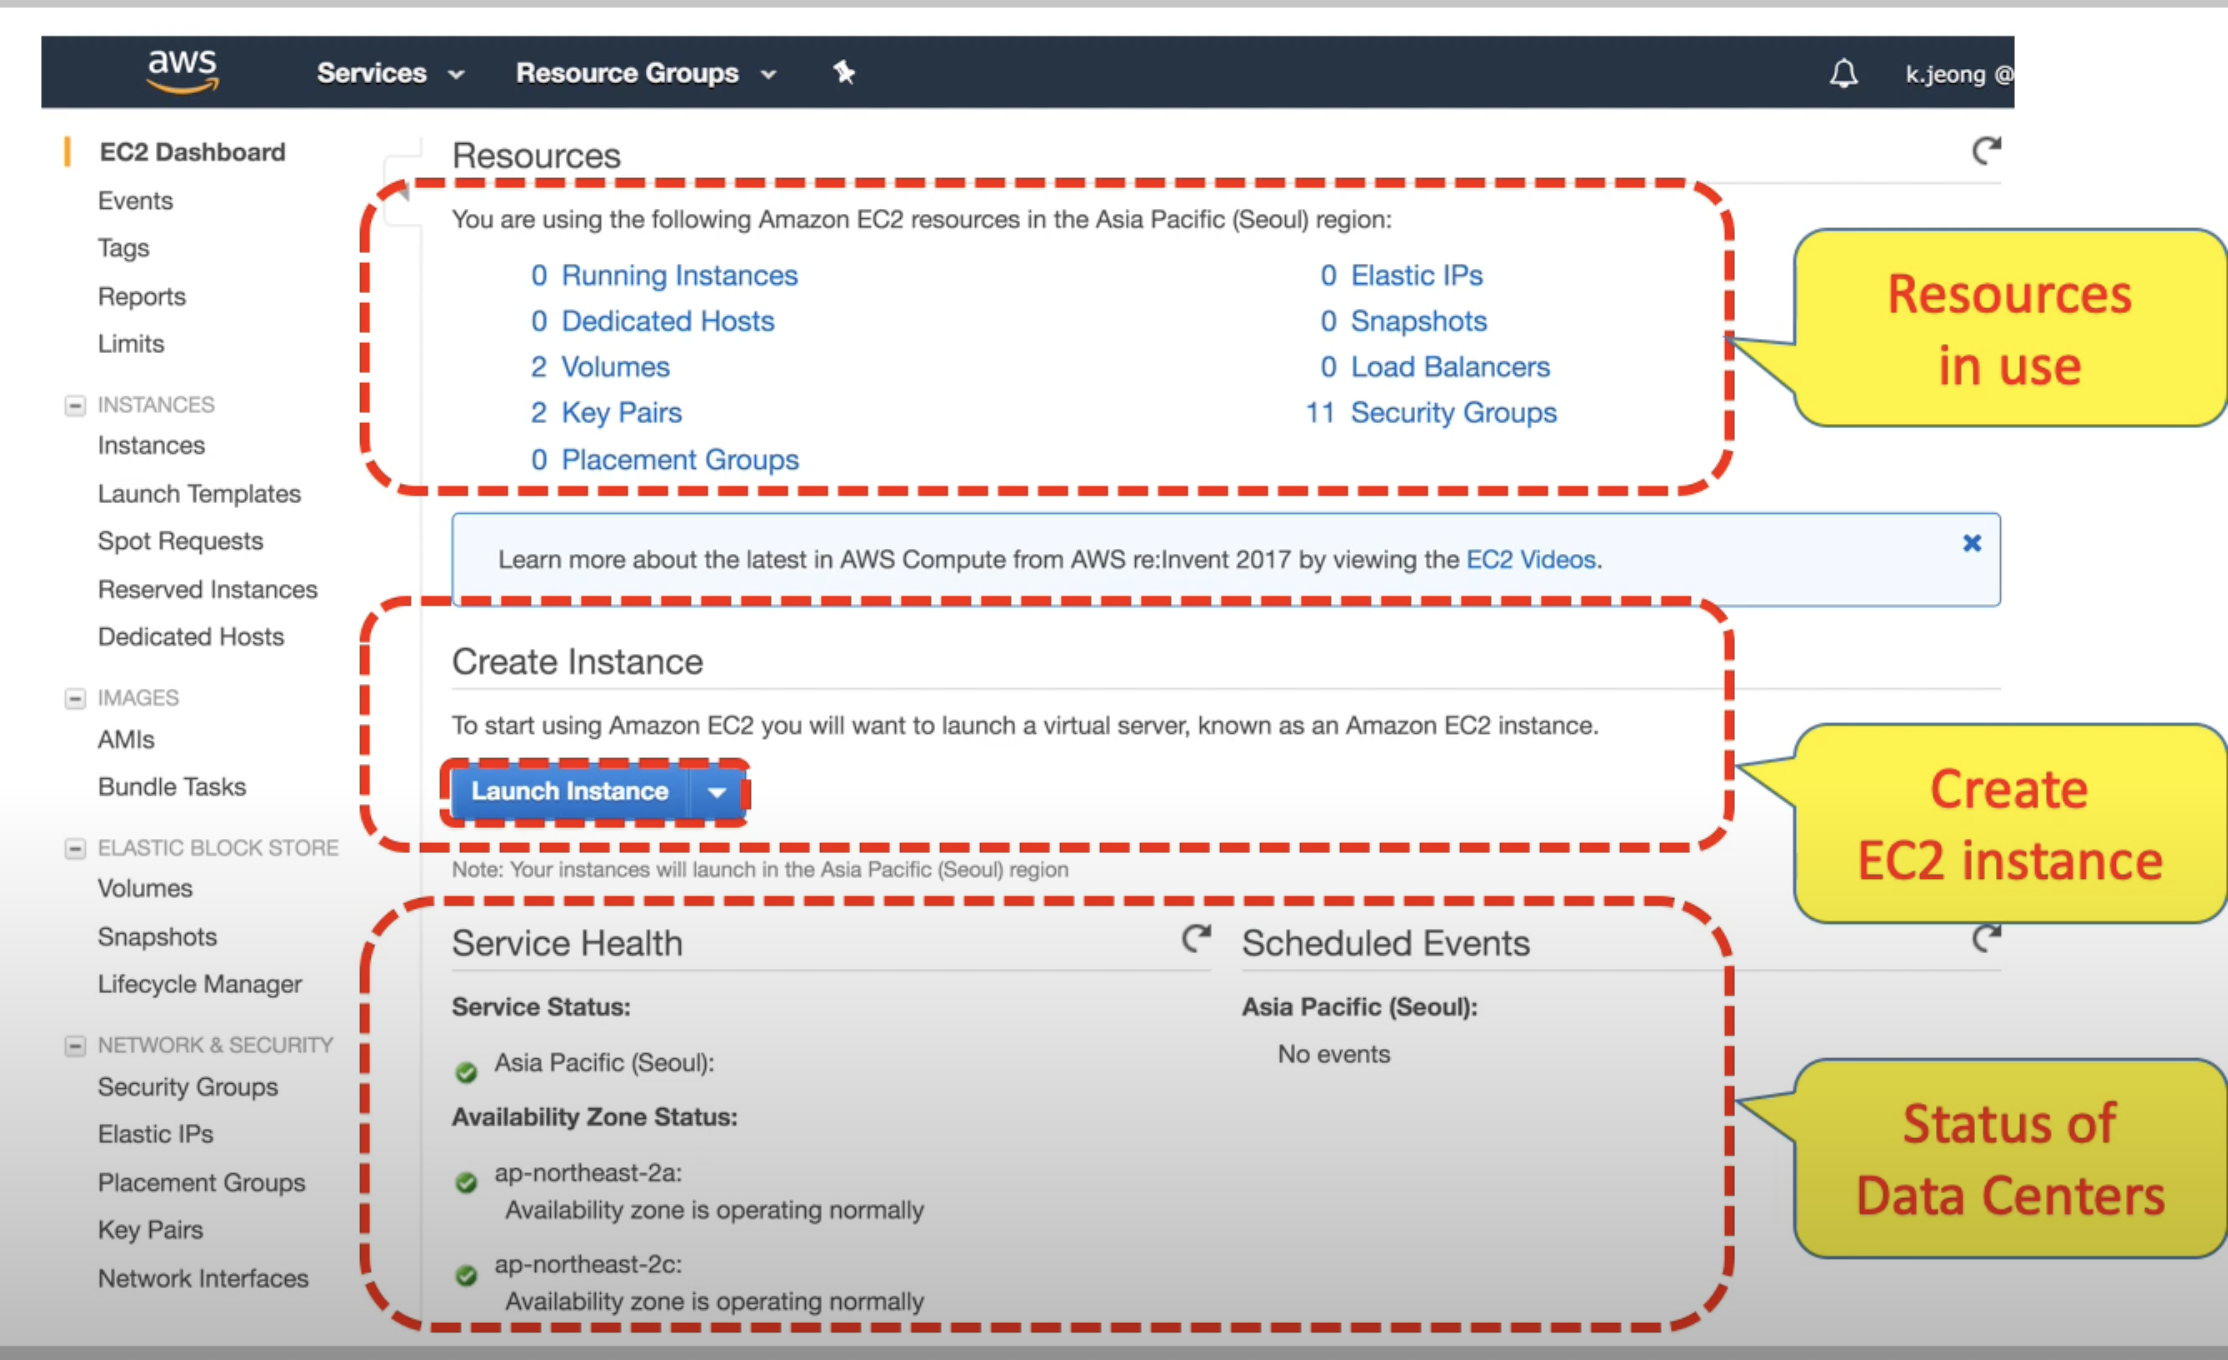 aws
Services
Resource Groups
k.jeong @
EC2 Dashboard
Events
Tags
Reports
Limits
INSTANCES
Instances
Launch Templates
Spot Requests
Reserved Instances
Dedicated Hosts
IMAGES
AMIs
Bundle Tasks
ELASTIC BLOCK STORE
Volumes
Snapshots
Lifecycle Manager
NETWORK & SECURITY
Security Groups
Elastic IPs
Placement Groups
Key Pairs
Network Interfaces
Resources
You are using the following Amazon EC2 resources in the Asia Pacific (Seoul) region:
0 Running Instances
0 Dedicated Hosts
2 Volumes
2 Key Pairs
0 Placement Groups
0 Elastic IPs
0 Snapshots
0 Load Balancers
11 Security Groups
Resources
in use
Learn more about the latest in AWS Compute from AWS re:Invent 2017 by viewing the EC2 Videos.
Create Instance
To start using Amazon EC2 you will want to launch a virtual server, known as an Amazon EC2 instance.
Launch Instance
Note: Your instances will launch in the Asia Pacific (Seoul) region
Create
EC2 instance
Service Health
Service Status:
Asia Pacific (Seoul):
Availability Zone Status:
ap-northeast-2a:
Availability zone is operating normally
ap-northeast-2c:
Availability zone is operating normally
Scheduled Events
Asia Pacific (Seoul):
No events
Status of
Data Centers